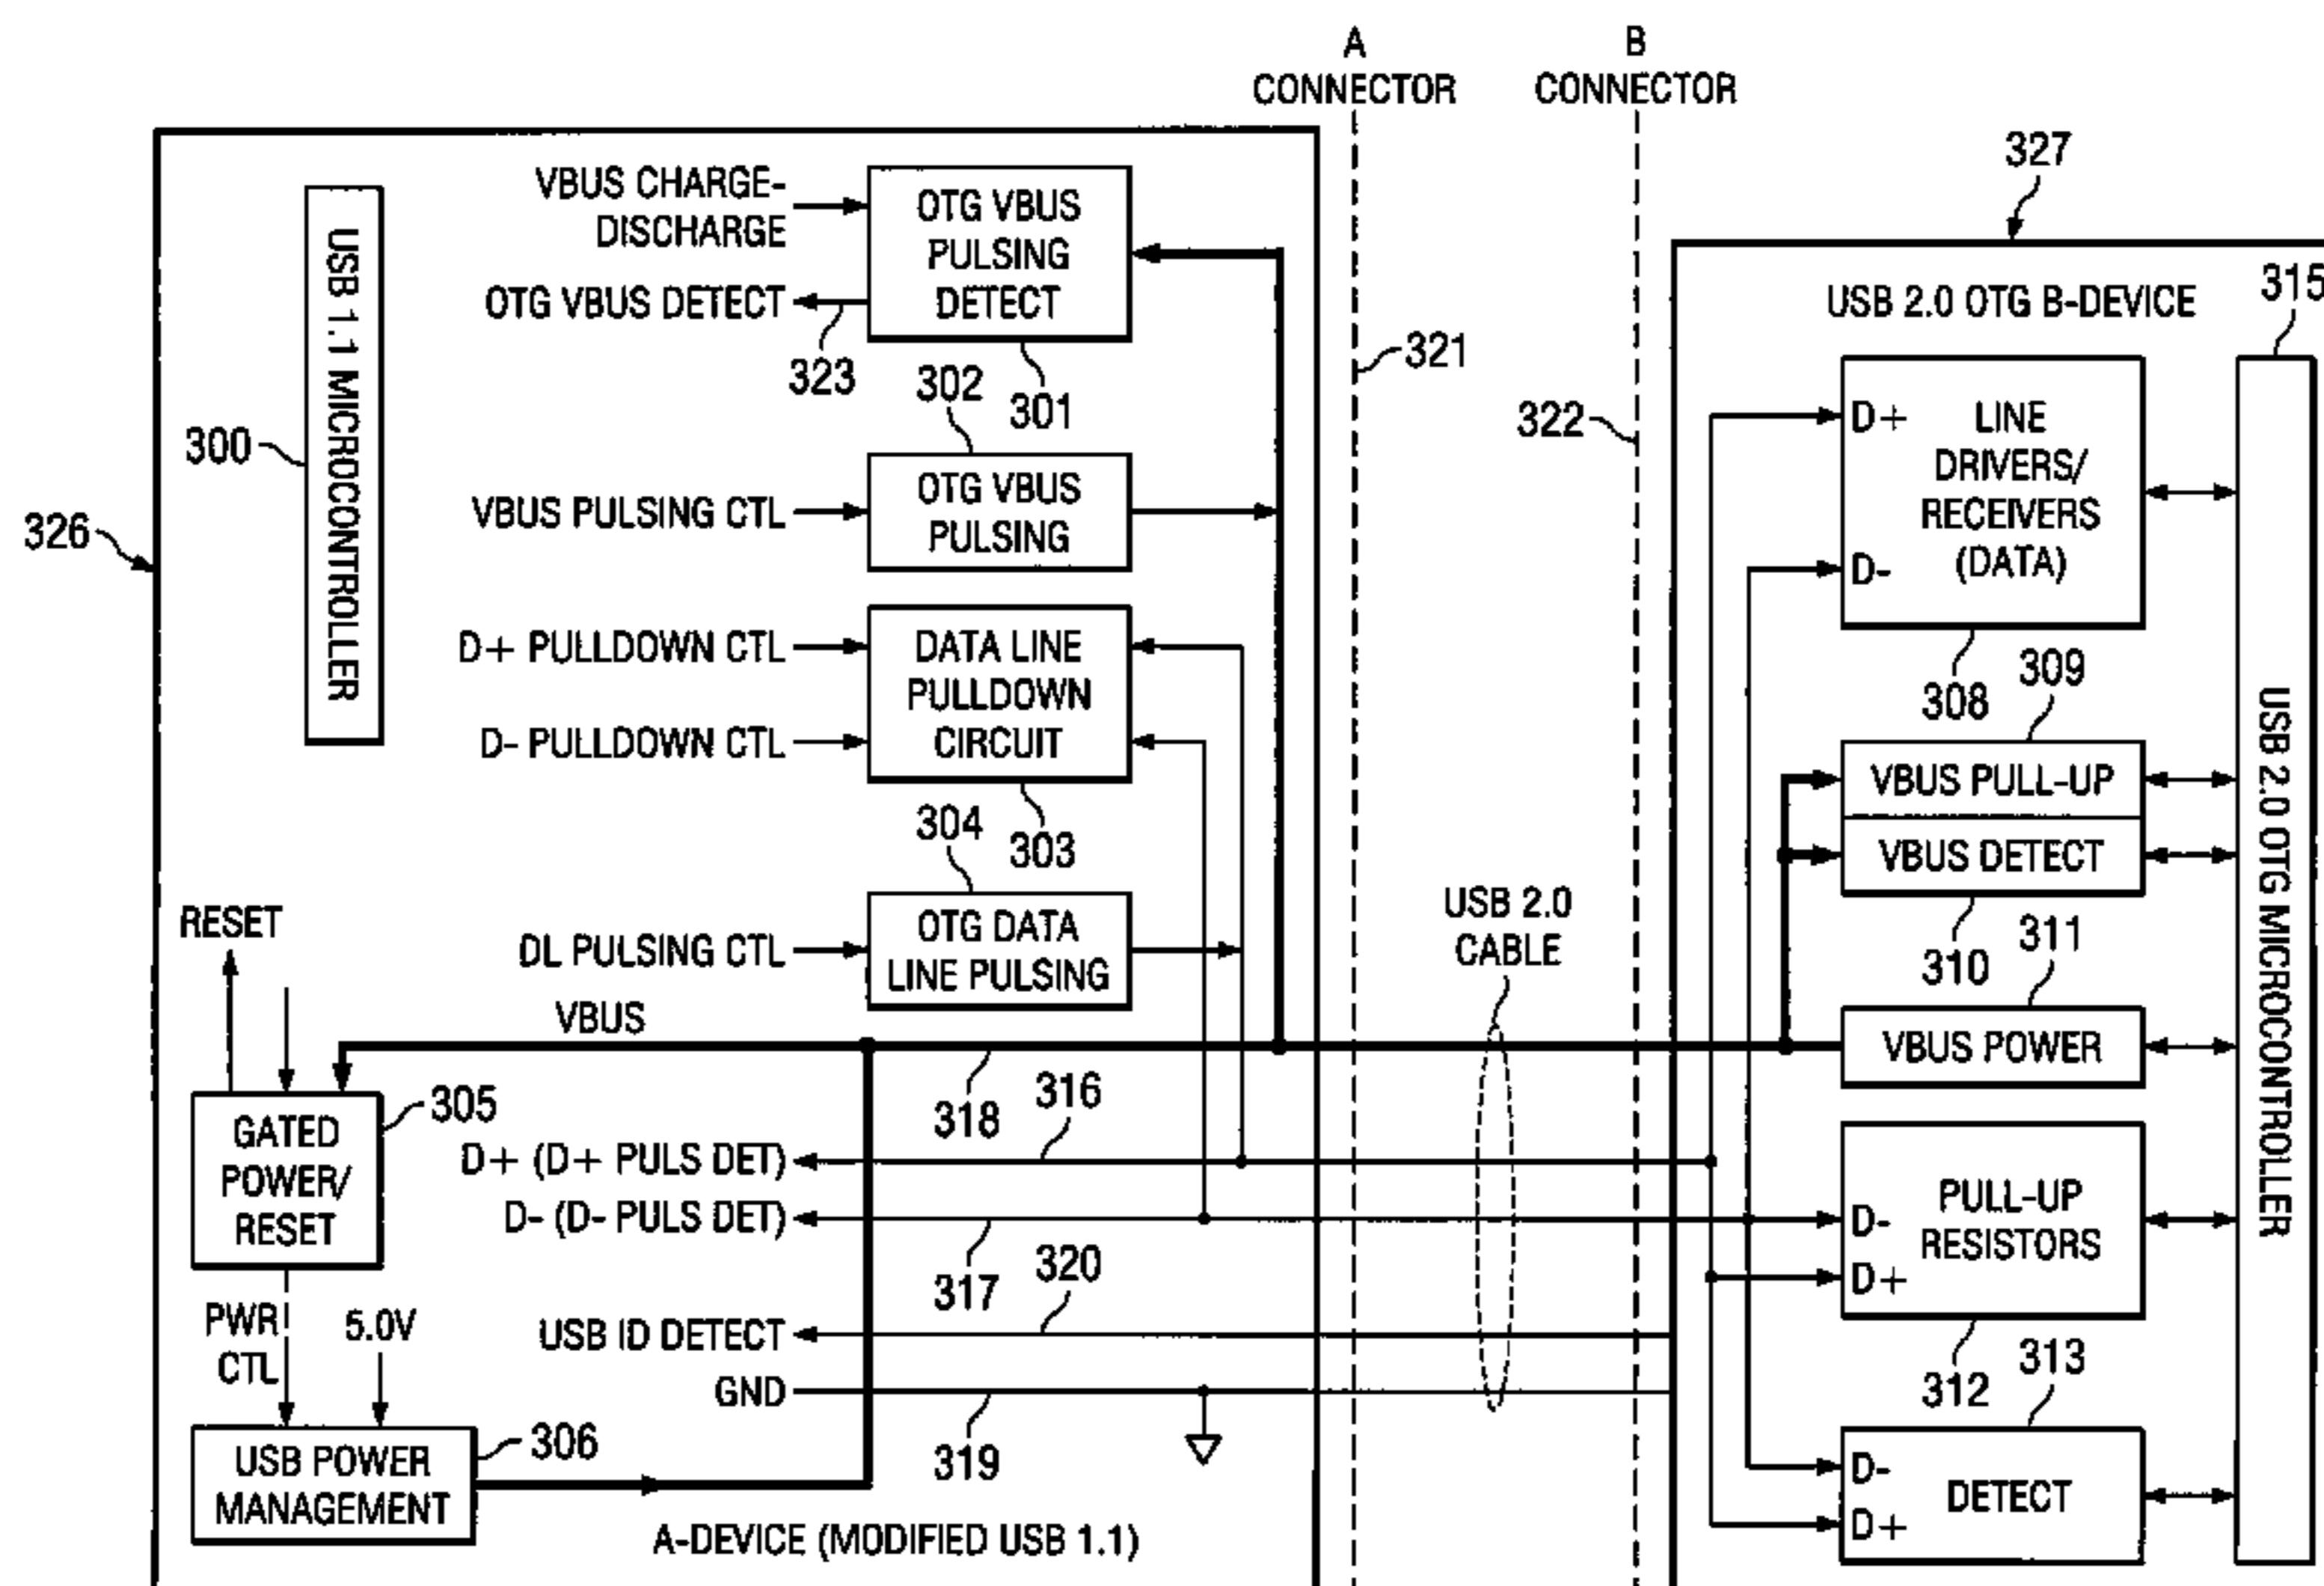 A
CONNECTOR
B
CONNECTOR
327
VBUS CHARGE-
DISCHARGE
OTG VBUS DETECT
323
OTG VBUS
PULSING
DETECT
301
321
322
300
USB 1.1 MICROCONTROLLER
326
302
VBUS PULSING CTL
OTG VBUS
PULSING
D+ PULLDOWN CTL
D- PULLDOWN CTL
DATA LINE
PULLDOWN
CIRCUIT
303
304
DL PULSING CTL
OTG DATA
LINE PULSING
RESET
VBUS
318
GATED
POWER/
RESET
305
316
D+ (D+ PULS DET)
D- (D- PULS DET)
317
320
USB ID DETECT
GND
319
PWR
CTL
5.0V
USB POWER
MANAGEMENT
306
A-DEVICE (MODIFIED USB 1.1)
USB 2.0
CABLE
USB 2.0 OTG B-DEVICE
315
D+
D-
LINE
DRIVERS/
RECEIVERS
(DATA)
308
309
VBUS PULL-UP
VBUS DETECT
310
311
VBUS POWER
D-
D+
PULL-UP
RESISTORS
312
313
D-
D+
DETECT
USB 2.0 OTG MICROCONTROLLER